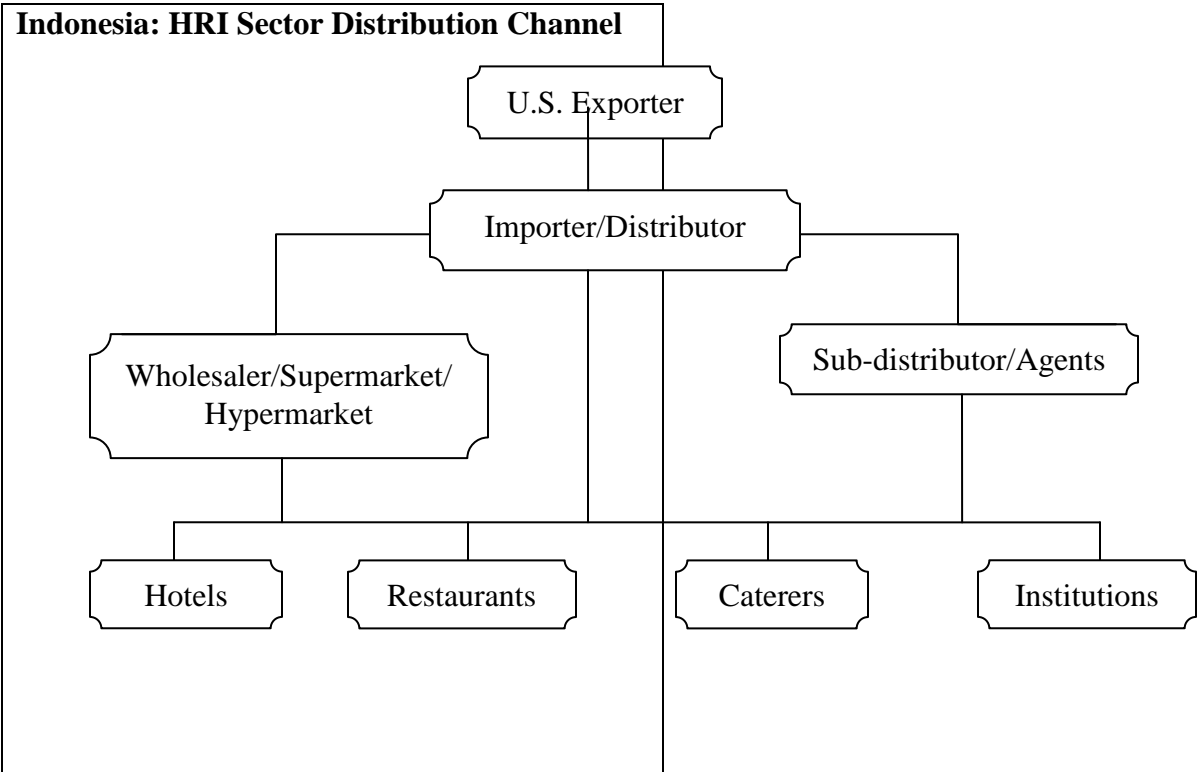 Indonesia: HRI Sector Distribution Channel
U.S. Exporter
Importer/Distributor
Wholesaler/Supermarket/
Hypermarket
Sub-distributor/Agents
Hotels
Restaurants
Caterers
Institutions